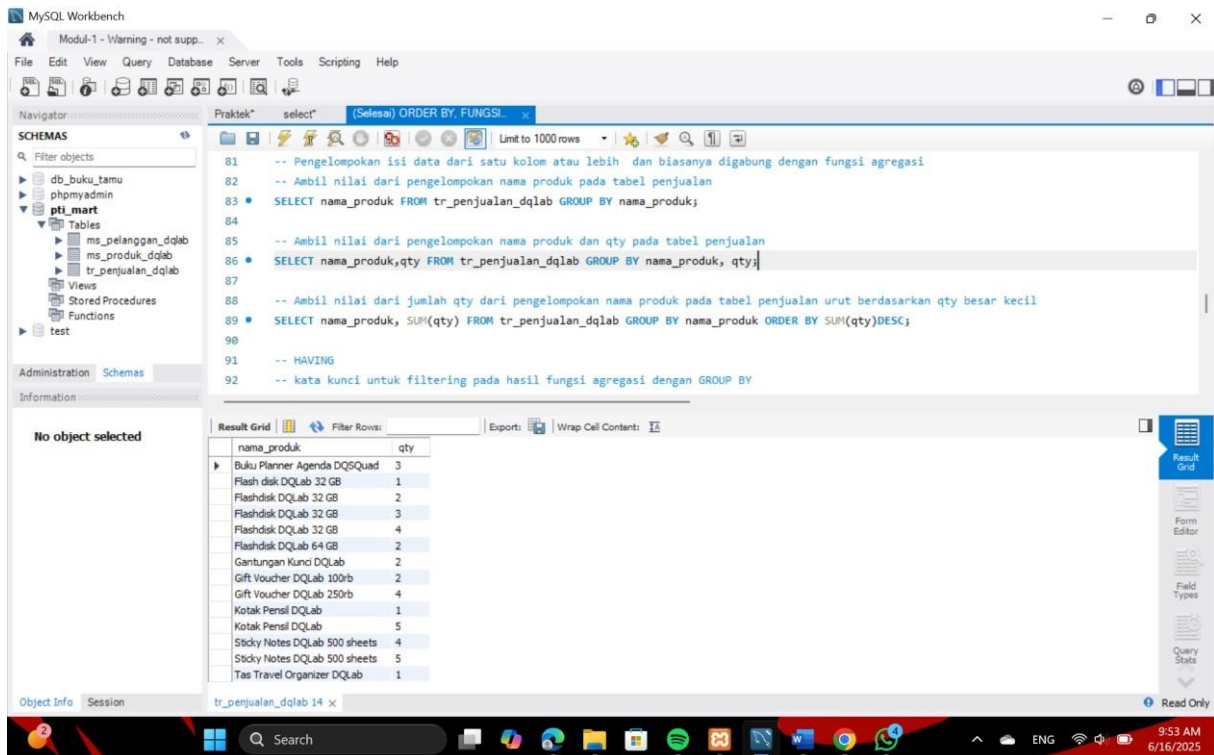 MySQL Workbench
Modul-1 - Warning - not supp..
File Edit View Query Database Server Tools Scripting Help
Navigator
SCHEMAS
Filter objects
db_buku_tamu
phpmyadmin
pti_mart
Tables
ms_pelanggan_dqlab
ms_produk_dqlab
tr_penjualan_dqlab
Views
Stored Procedures
Functions
test
Administration Schemas
Information
No object selected
Object Info Session
Praktek* select* (Selesai) ORDER BY, FUNGSI...
Limit to 1000 rows
81 -- Pengelompokan isi data dari satu kolom atau lebih dan biasanya digabung dengan fungsi agregasi
82 -- Ambil nilai dari pengelompokan nama produk pada tabel penjualan
83 SELECT nama_produk FROM tr_penjualan_dqlab GROUP BY nama_produk;
84
85 -- Ambil nilai dari pengelompokan nama produk dan qty pada tabel penjualan
86 SELECT nama_produk,qty FROM tr_penjualan_dqlab GROUP BY nama_produk, qty;
87
88 -- Ambil nilai dari jumlah qty dari pengelompokan nama produk pada tabel penjualan urut berdasarkan qty besar kecil
89 SELECT nama_produk, SUM(qty) FROM tr_penjualan_dqlab GROUP BY nama_produk ORDER BY SUM(qty)DESC;
90
91 -- HAVING
92 -- kata kunci untuk filtering pada hasil fungsi agregasi dengan GROUP BY
Result Grid Filter Rows: Export: Wrap Cell Content:
nama_produk qty
Buku Planner Agenda DQSQuad 3
Flash disk DQLab 32 GB 1
Flashdisk DQLab 32 GB 2
Flashdisk DQLab 32 GB 3
Flashdisk DQLab 32 GB 4
Flashdisk DQLab 64 GB 2
Gantungan Kunci DQLab 2
Gift Voucher DQLab 100rb 2
Gift Voucher DQLab 250rb 4
Kotak Pensil DQLab 1
Kotak Pensil DQLab 5
Sticky Notes DQLab 500 sheets 4
Sticky Notes DQLab 500 sheets 5
Tas Travel Organizer DQLab 1
Result Grid
Form Editor
Field Types
Query Stats
tr_penjualan_dqlab 14
Read Only
2
Search
4
ENG
9:53 AM
6/16/2025